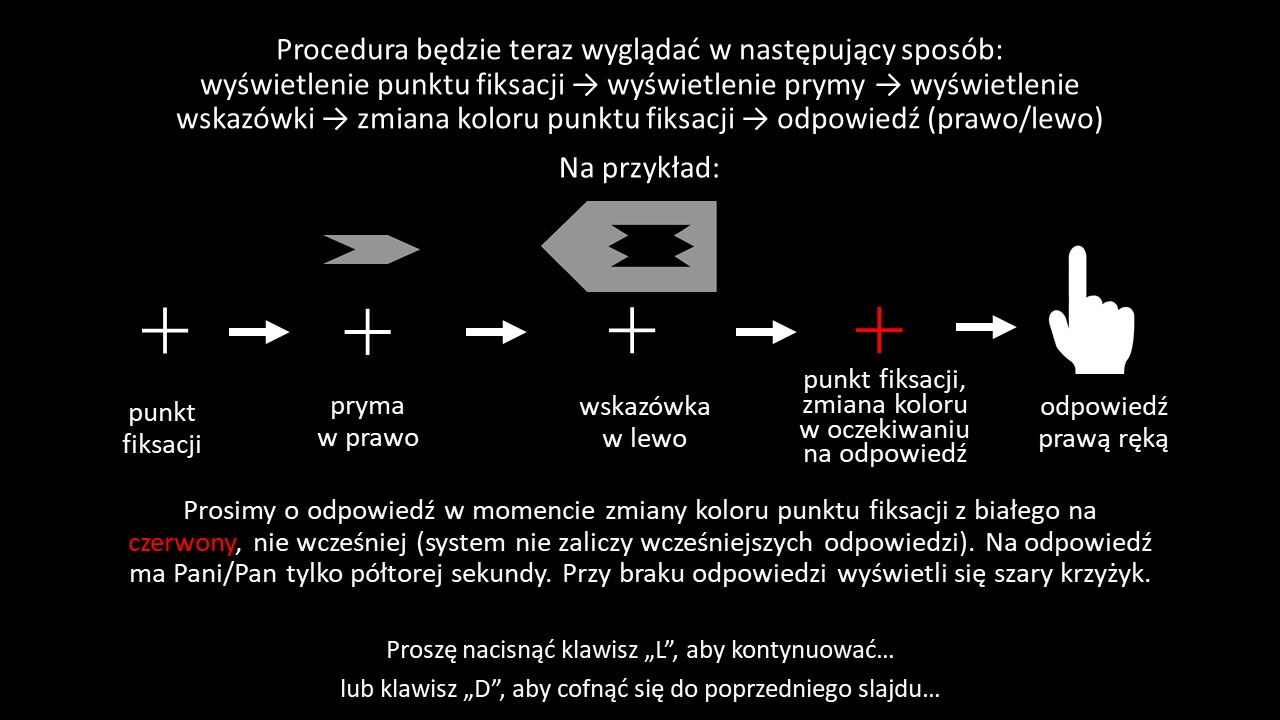 Procedura będzie teraz wyglądać w następujący sposób:
wyświetlenie punktu fiksacji → wyświetlenie prymy → wyświetlenie
wskazówki → zmiana koloru punktu fiksacji → odpowiedź (prawo/lewo)
Na przykład:
punkt
fiksacji
pryma
w prawo
wskazówka
w lewo
punkt fiksacji,
zmiana koloru
w oczekiwaniu
na odpowiedź
odpowiedź
prawą ręką
Prosimy o odpowiedź w momencie zmiany koloru punktu fiksacji z białego na
czerwony, nie wcześniej (system nie zaliczy wcześniejszych odpowiedzi). Na odpowiedź
ma Pani/Pan tylko półtorej sekundy. Przy braku odpowiedzi wyświetli się szary krzyżyk.
Proszę nacisnąć klawisz „L”, aby kontynuować…
lub klawisz „D”, aby cofnąć się do poprzedniego slajdu…